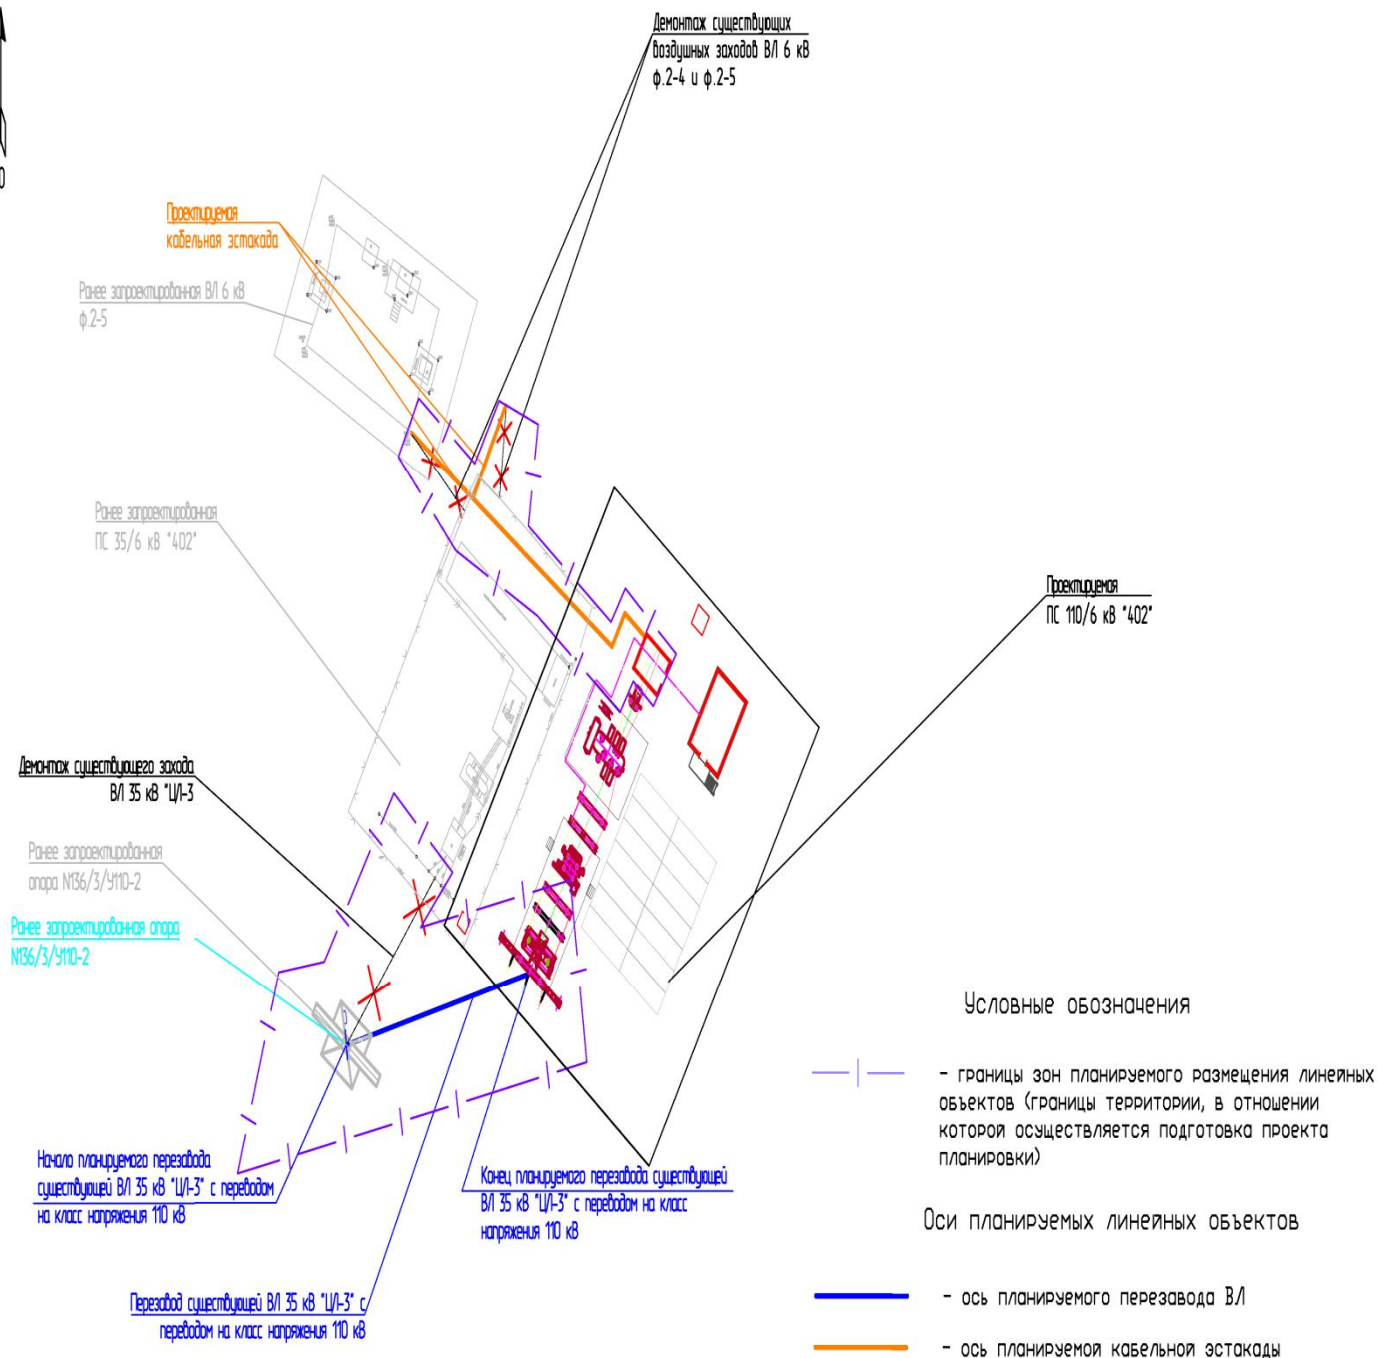 Демонтаж существующих
воздушных заходов ВЛ 6 кВ
ф.2-4 и ф.2-5
Проектируемая
кабельная эстакада
Ранее запроектированная ВЛ 6 кВ
ф.2-5
Ранее запроектированная
ПС 35/6 кВ "402"
Проектируемая
ПС 110/6 кВ "402"
Демонтаж существующего захода
ВЛ 35 кВ "ЦЛ-3
Ранее запроектированная
опора №136/3/У110-2
Ранее запроектированная опора
№136/3/У110-2
Начало планируемого перезавода
существующей ВЛ 35 кВ "ЦЛ-3" с переводом
на класс напряжения 110 кВ
Конец планируемого перезавода существующей
ВЛ 35 кВ "ЦЛ-3" с переводом на класс
напряжения 110 кВ
Перезавод существующей ВЛ 35 кВ "ЦЛ-3" с
переводом на класс напряжения 110 кВ
Условные обозначения
- границы зон планируемого размещения линейных
объектов (границы территории, в отношении
которой осуществляется подготовка проекта
планировки)
Оси планируемых линейных объектов
- ось планируемого перезавода ВЛ
- ось планируемой кабельной эстакады